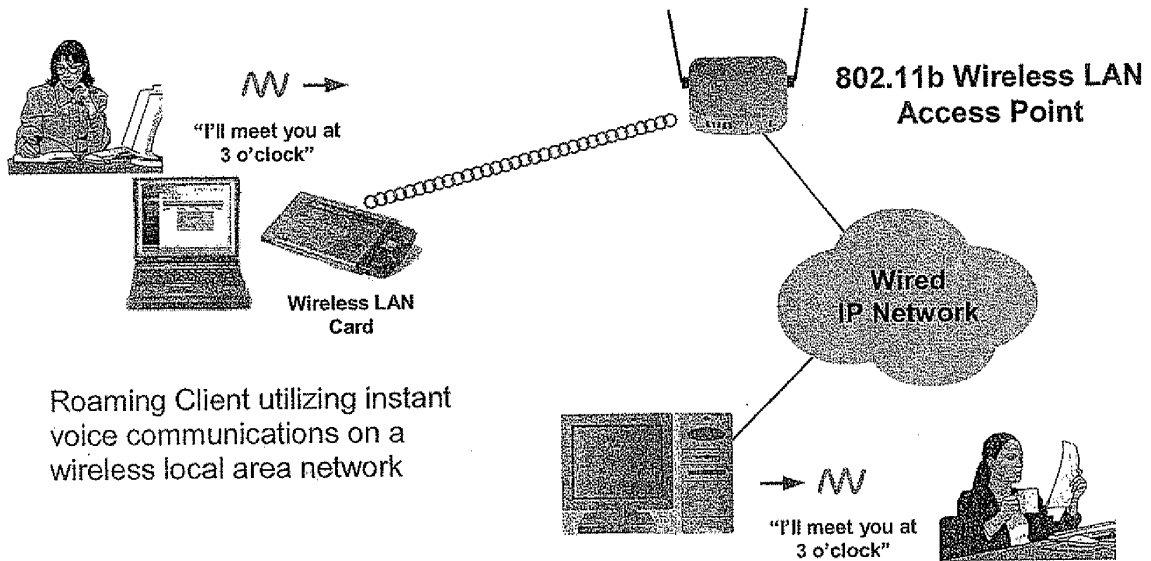 802.11b Wireless LAN
Access Point
"I'll meet you at
3 o'clock"
Wireless LAN
Card
Wired
IP Network
Roaming Client utilizing instant
voice communications on a
wireless local area network
"I'll meet you at
3 o'clock"